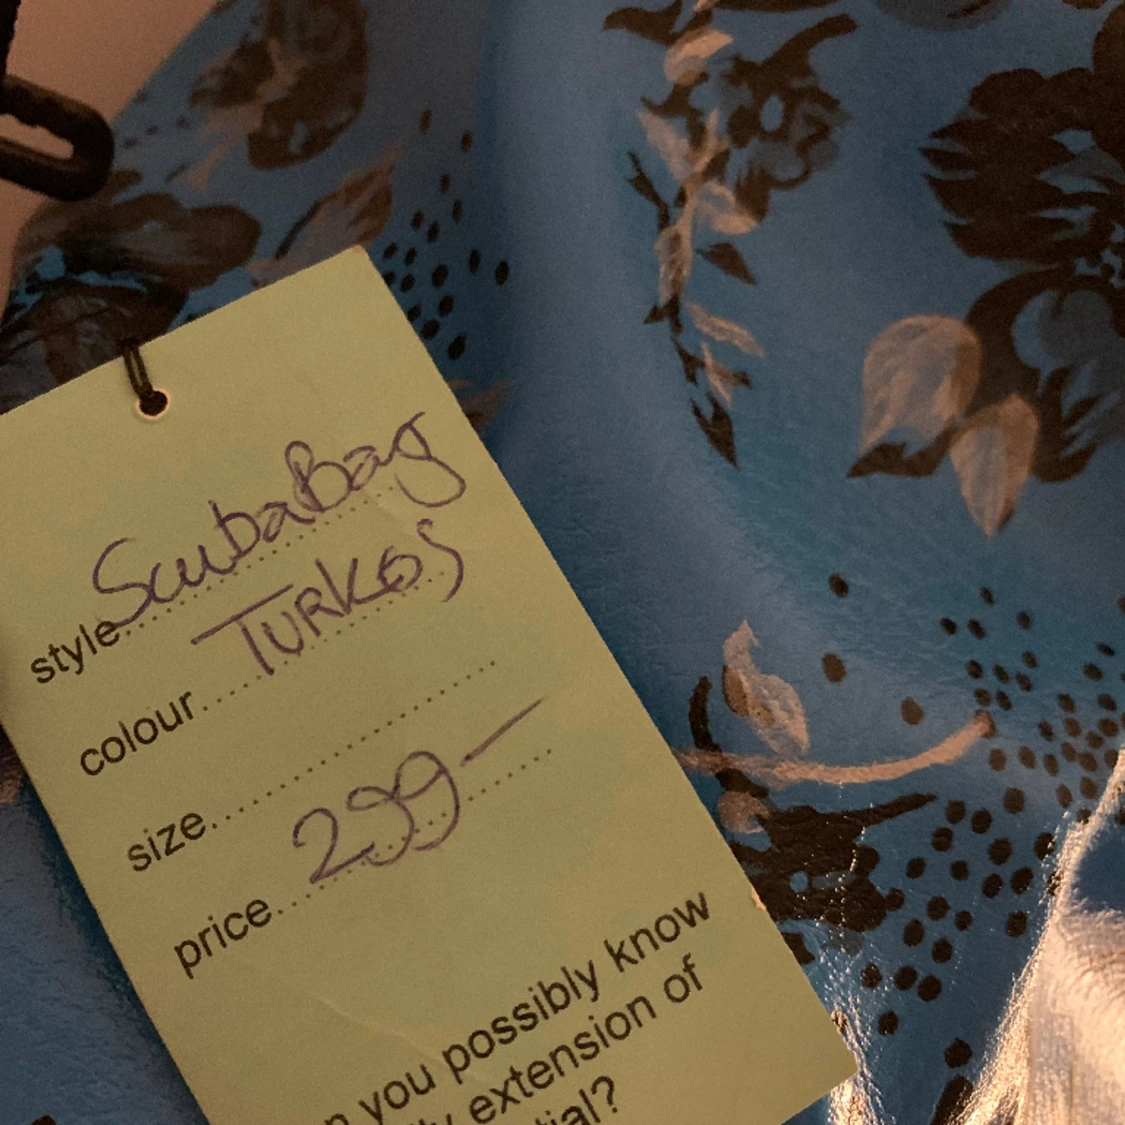 style ScubaBag
colour TURKOS
size
price 299-
you possibly know
extension of